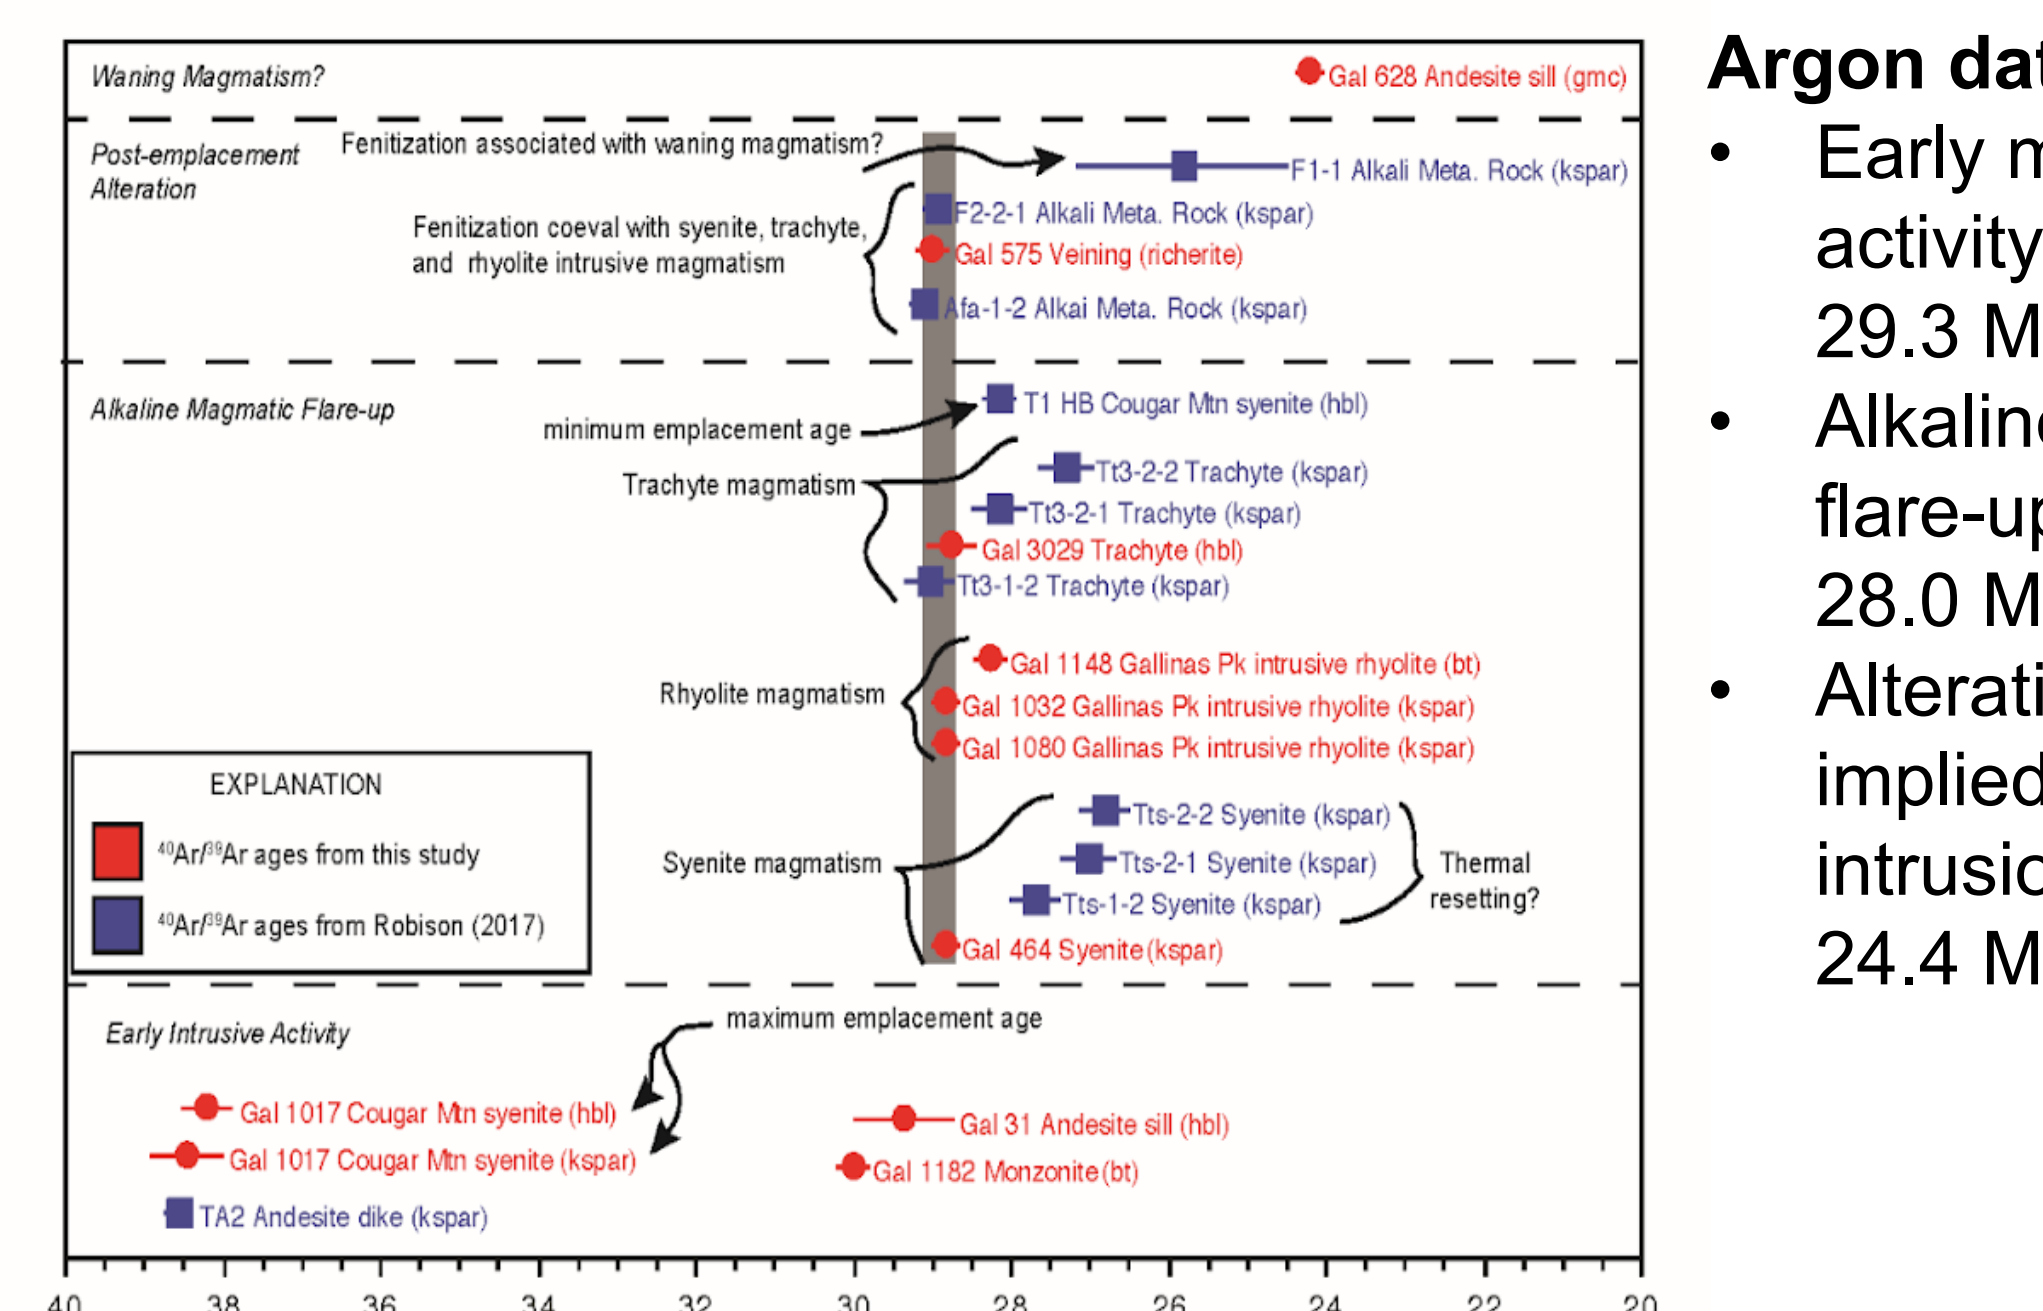 Waning Magmatism?
Gal 628 Andesite sill (gmc)
Fenitization associated with waning magmatism?
Post-emplacement
Alteration
F1-1 Alkali Meta. Rock (kspar)
F2-2-1 Alkali Meta. Rock (kspar)
Fenitization coeval with syenite, trachyte,
and rhyolite intrusive magmatism
Gal 575 Veining (richerite)
Afa-1-2 Alkai Meta. Rock (kspar)
Alkaline Magmatic Flare-up
T1 HB Cougar Mtn syenite (hbl)
minimum emplacement age
Tt3-2-2 Trachyte (kspar)
Trachyte magmatism
Tt3-2-1 Trachyte (kspar)
Gal 3029 Trachyte (hbl)
Tt3-1-2 Trachyte (kspar)
Gal 1148 Gallinas Pk intrusive rhyolite (bt)
Rhyolite magmatism
Gal 1032 Gallinas Pk intrusive rhyolite (kspar)
Gal 1080 Gallinas Pk intrusive rhyolite (kspar)
Tts-2-2 Syenite (kspar)
Syenite magmatism
Tts-2-1 Syenite (kspar)
Thermal
resetting?
Tts-1-2 Syenite (kspar)
Gal 464 Syenite (kspar)
EXPLANATION
⁴⁰Ar/³⁹Ar ages from this study
⁴⁰Ar/³⁹Ar ages from Robison (2017)
maximum emplacement age
Early Intrusive Activity
Gal 1017 Cougar Mtn syenite (hbl)
Gal 31 Andesite sill (hbl)
Gal 1017 Cougar Mtn syenite (kspar)
Gal 1182 Monzonite (bt)
TA2 Andesite dike (kspar)
40 38 36 34 32 30 28 26 24 22 20
Argon dat
• Early m
activity
29.3 M
• Alkaline
flare-up
28.0 M
• Alterati
implied
intrusio
24.4 M